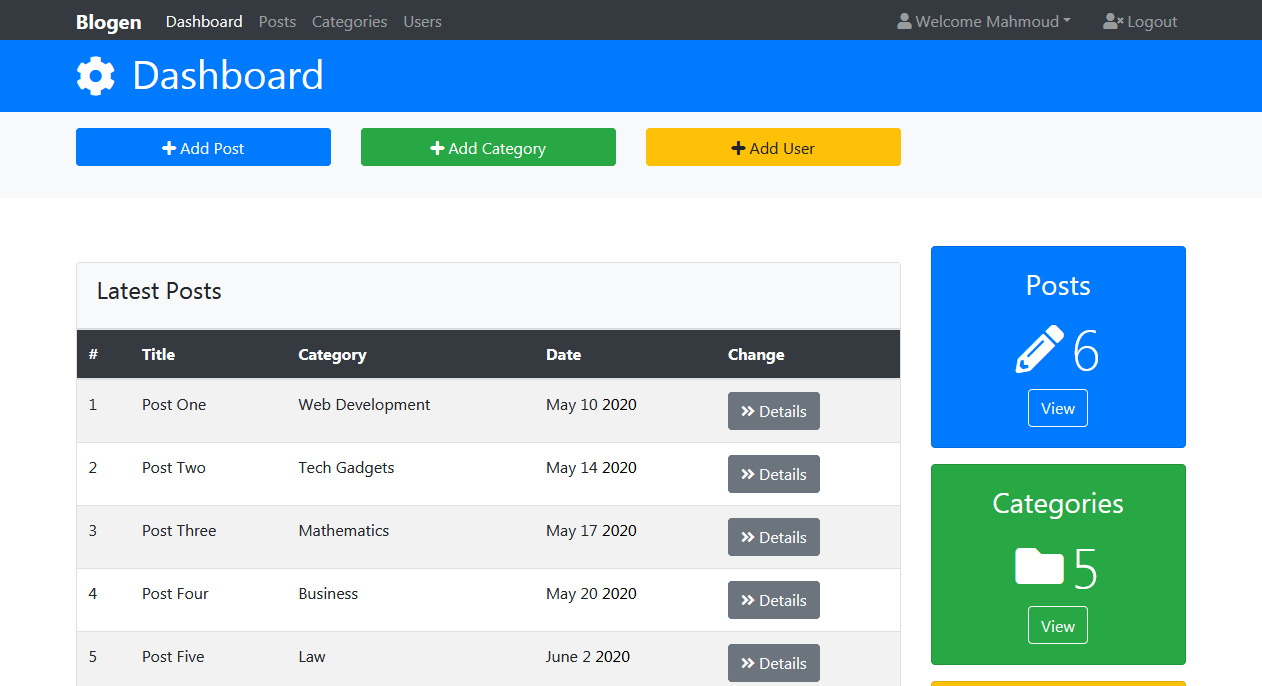 Blogen Dashboard Posts Categories Users Welcome Mahmoud Logout
Dashboard
Add Post Add Category Add User
Latest Posts
# Title Category Date Change
1 Post One Web Development May 10 2020 Details
2 Post Two Tech Gadgets May 14 2020 Details
3 Post Three Mathematics May 17 2020 Details
4 Post Four Business May 20 2020 Details
5 Post Five Law June 2 2020 Details
Posts
6
View
Categories
5
View